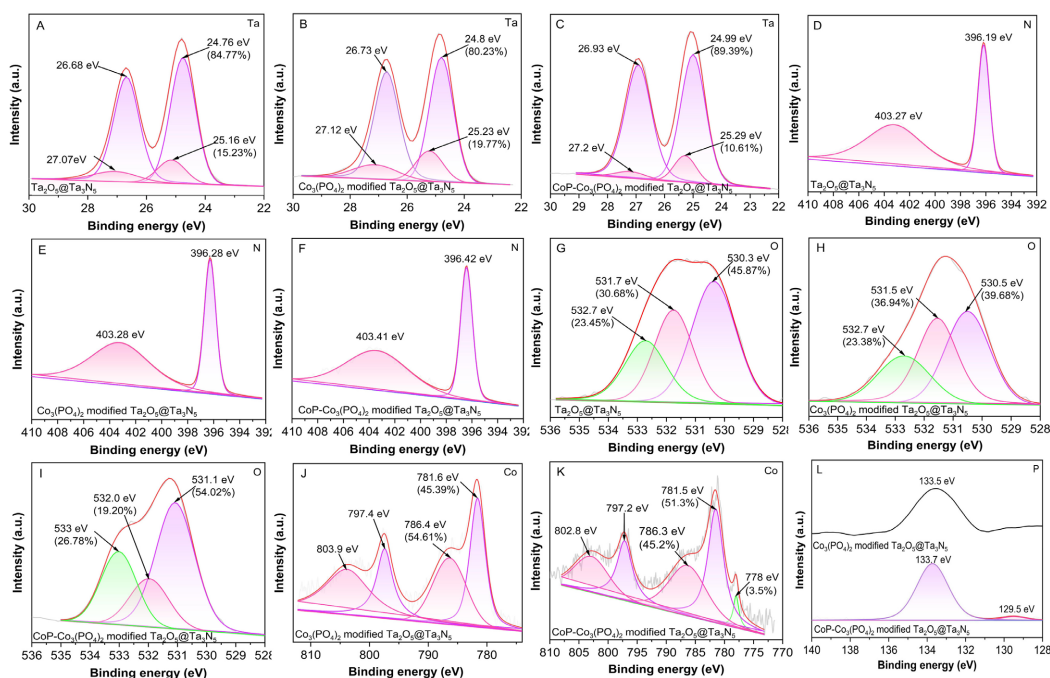 A
Ta
24.76 eV
(84.77%)
26.68 eV
25.16 eV
(15.23%)
27.07eV
Ta2O5@Ta3N5
30 28 26 24 22
Binding energy (eV)
Intensity (a.u.)
B
Ta
24.8 eV
(80.23%)
26.73 eV
25.23 eV
(19.77%)
27.12 eV
Co3(PO4)2 modified Ta2O5@Ta3N5
30 28 26 24 22
Binding energy (eV)
Intensity (a.u.)
C
Ta
24.99 eV
(89.39%)
26.93 eV
25.29 eV
(10.61%)
27.2 eV
CoP-Co3(PO4)2 modified Ta2O5@Ta3N5
30 29 28 27 26 25 24 23 22
Binding energy (eV)
Intensity (a.u.)
D
N
396.19 eV
403.27 eV
Ta2O5@Ta3N5
410 408 406 404 402 400 398 396 394 392
Binding energy (eV)
Intensity (a.u.)
E
N
396.28 eV
403.28 eV
Co3(PO4)2 modified Ta2O5@Ta3N5
410 408 406 404 402 400 398 396 394 392
Binding energy (eV)
Intensity (a.u.)
F
N
396.42 eV
403.41 eV
CoP-Co3(PO4)2 modified Ta2O5@Ta3N5
410 408 406 404 402 400 398 396 394 392
Binding energy (eV)
Intensity (a.u.)
G
O
530.3 eV
(45.87%)
531.7 eV
(30.68%)
532.7 eV
(23.45%)
Ta2O5@Ta3N5
536 535 534 533 532 531 530 529 528
Binding energy (eV)
Intensity (a.u.)
H
O
530.5 eV
(39.68%)
531.5 eV
(36.94%)
532.7 eV
(23.38%)
Co3(PO4)2 modified Ta2O5@Ta3N5
536 535 534 533 532 531 530 529 528
Binding energy (eV)
Intensity (a.u.)
I
O
531.1 eV
(54.02%)
532.0 eV
(19.20%)
533 eV
(26.78%)
CoP-Co3(PO4)2 modified Ta2O5@Ta3N5
536 535 534 533 532 531 530 529 528
Binding energy (eV)
Intensity (a.u.)
J
Co
781.6 eV
(45.39%)
797.4 eV
786.4 eV
(54.61%)
803.9 eV
Co3(PO4)2 modified Ta2O5@Ta3N5
810 800 790 780
Binding energy (eV)
Intensity (a.u.)
K
Co
781.5 eV
(51.3%)
797.2 eV
802.8 eV
786.3 eV
(45.2%)
778 eV
(3.5%)
CoP-Co3(PO4)2 modified Ta2O5@Ta3N5
810 805 800 795 790 785 780 775 770
Binding energy (eV)
Intensity (a.u.)
L
P
133.5 eV
Co3(PO4)2 modified Ta2O5@Ta3N5
133.7 eV
129.5 eV
CoP-Co3(PO4)2 modified Ta2O5@Ta3N5
140 138 136 134 132 130 128
Binding energy (eV)
Intensity (a.u.)